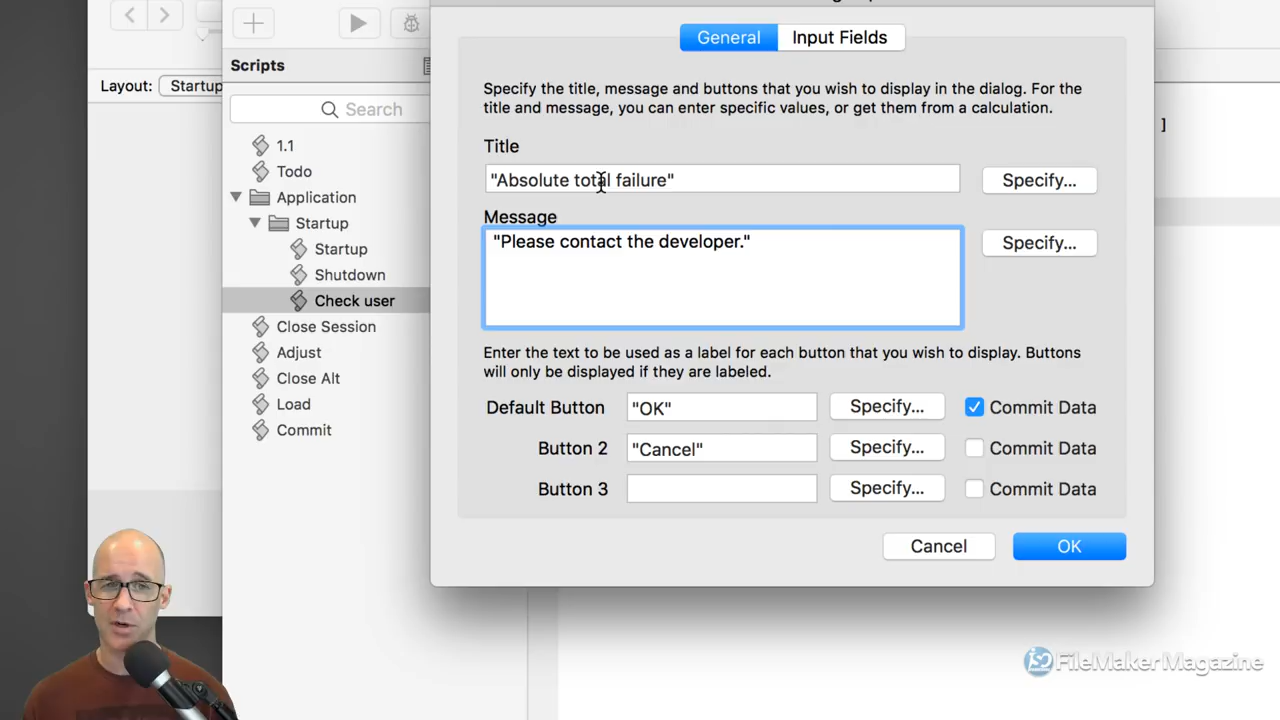 General
Input Fields
Scripts
Layout:
Startup
Search
Specify the title, message and buttons that you wish to display in the dialog. For the
title and message, you can enter specific values, or get them from a calculation.
1.1
Todo
Application
Startup
Startup
Shutdown
Check user
Close Session
Adjust
Close Alt
Load
Commit
Title
"Absolute total failure"
Specify...
]
Message
"Please contact the developer."
Specify...
Enter the text to be used as a label for each button that you wish to display. Buttons
will only be displayed if they are labeled.
Default Button
"OK"
Specify...
Commit Data
Button 2
"Cancel"
Specify...
Commit Data
Button 3
Specify...
Commit Data
Cancel
OK
FileMakerMagazine